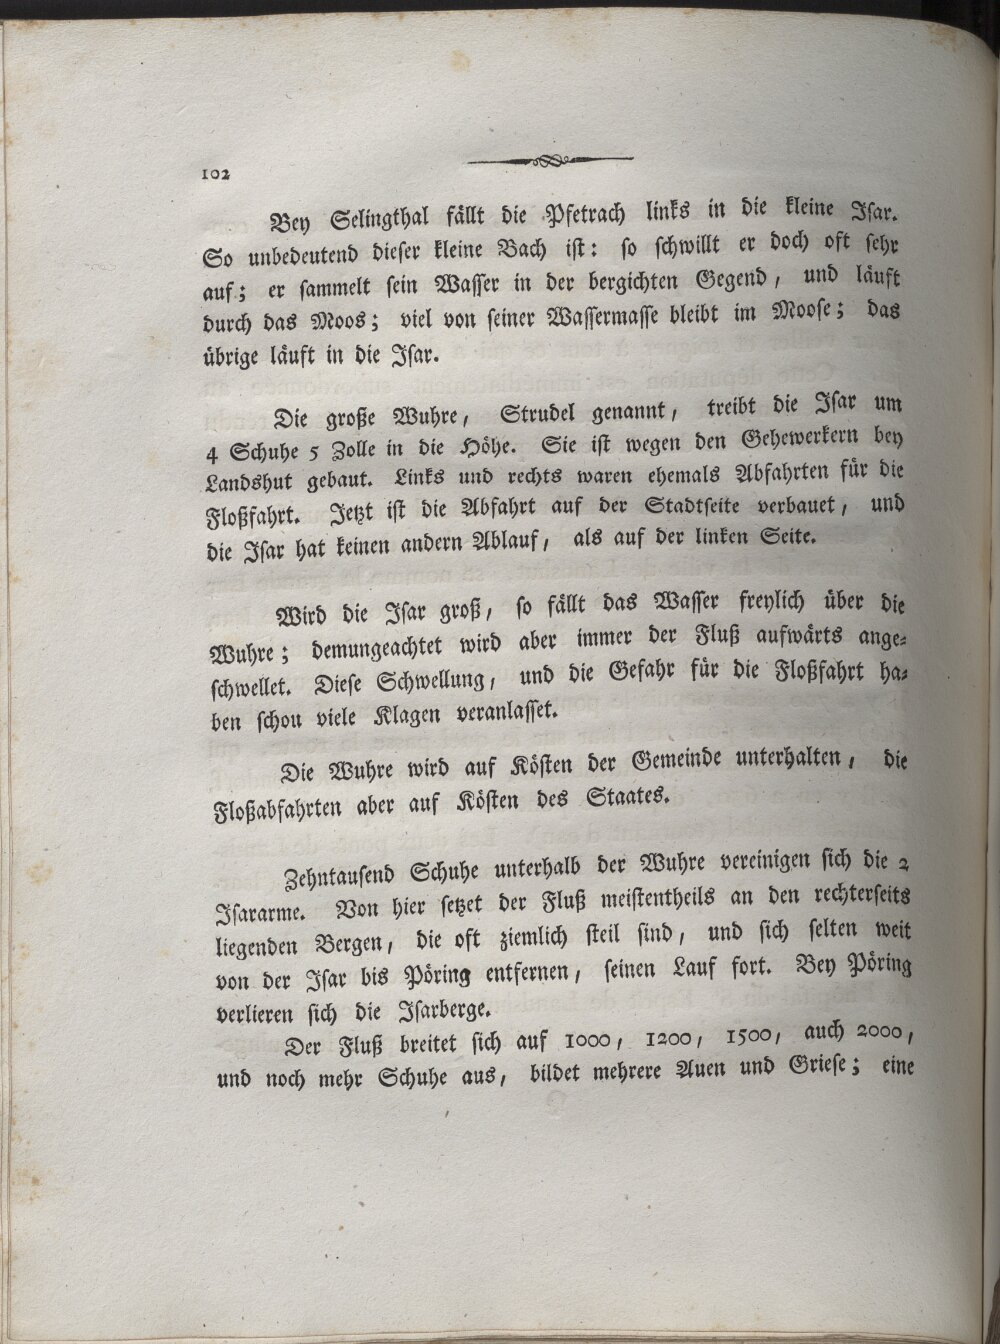 102
Bey Selingthal fällt die Pfetrach links in die kleine Isar.
So unbedeutend dieser kleine Bach ist: so schwillt er doch oft sehr
auf; er sammelt sein Wasser in der bergichten Gegend, und läuft
durch das Moos; viel von seiner Wassermasse bleibt im Moose; das
übrige läuft in die Isar.
Die große Wuhre, Strudel genannt, treibt die Isar um
4 Schuhe 5 Zolle in die Höhe. Sie ist wegen den Gehewerkern bey
Landshut gebaut. Links und rechts waren ehemals Abfahrten für die
Floßfahrt. Jetzt ist die Abfahrt auf der Stadtseite verbauet, und
die Isar hat keinen andern Ablauf, als auf der linken Seite.
Wird die Isar groß, so fällt das Wasser freylich über die
Wuhre; demungeachtet wird aber immer der Fluß aufwärts ange-
schwellet. Diese Schwellung, und die Gefahr für die Floßfahrt ha-
ben schon viele Klagen veranlasset.
Die Wuhre wird auf Kösten der Gemeinde unterhalten, die
Floßabfahrten aber auf Kösten des Staates.
Zehntausend Schuhe unterhalb der Wuhre vereinigen sich die 2
Isararme. Von hier setzet der Fluß meistentheils an den rechterseits
liegenden Bergen, die oft ziemlich steil sind, und sich selten weit
von der Isar bis Pöring entfernen, seinen Lauf fort. Bey Pöring
verlieren sich die Isarberge.
Der Fluß breitet sich auf 1000, 1200, 1500, auch 2000,
und noch mehr Schuhe aus, bildet mehrere Auen und Griese; eine